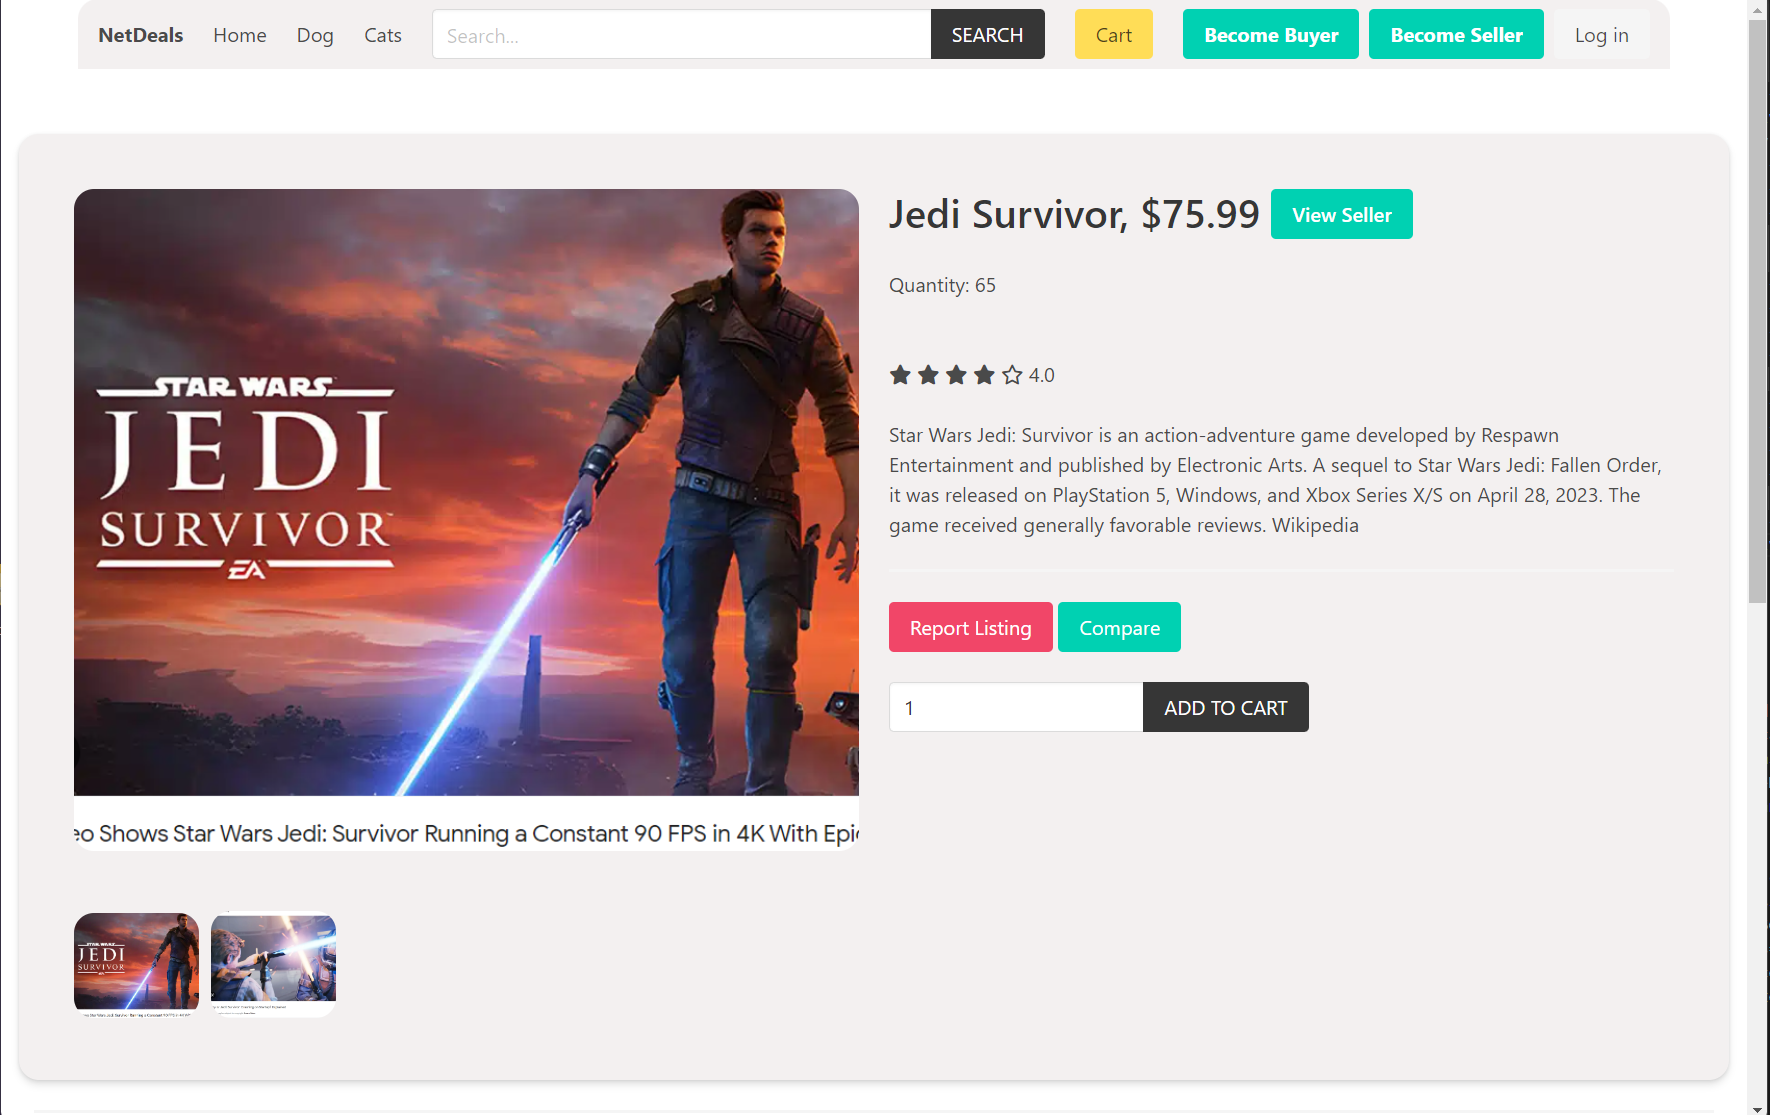 NetDeals Home Dog Cats Search... SEARCH Cart Become Buyer Become Seller Log in
Jedi Survivor, $75.99 View Seller
Quantity: 65
4.0
Star Wars Jedi: Survivor is an action-adventure game developed by Respawn
Entertainment and published by Electronic Arts. A sequel to Star Wars Jedi: Fallen Order,
it was released on PlayStation 5, Windows, and Xbox Series X/S on April 28, 2023. The
game received generally favorable reviews. Wikipedia
Report Listing Compare
1 ADD TO CART
STAR WARS
JEDI
SURVIVOR
EA
eo Shows Star Wars Jedi: Survivor Running a Constant 90 FPS in 4K With Epi
STAR WARS
JEDI
SURVIVOR